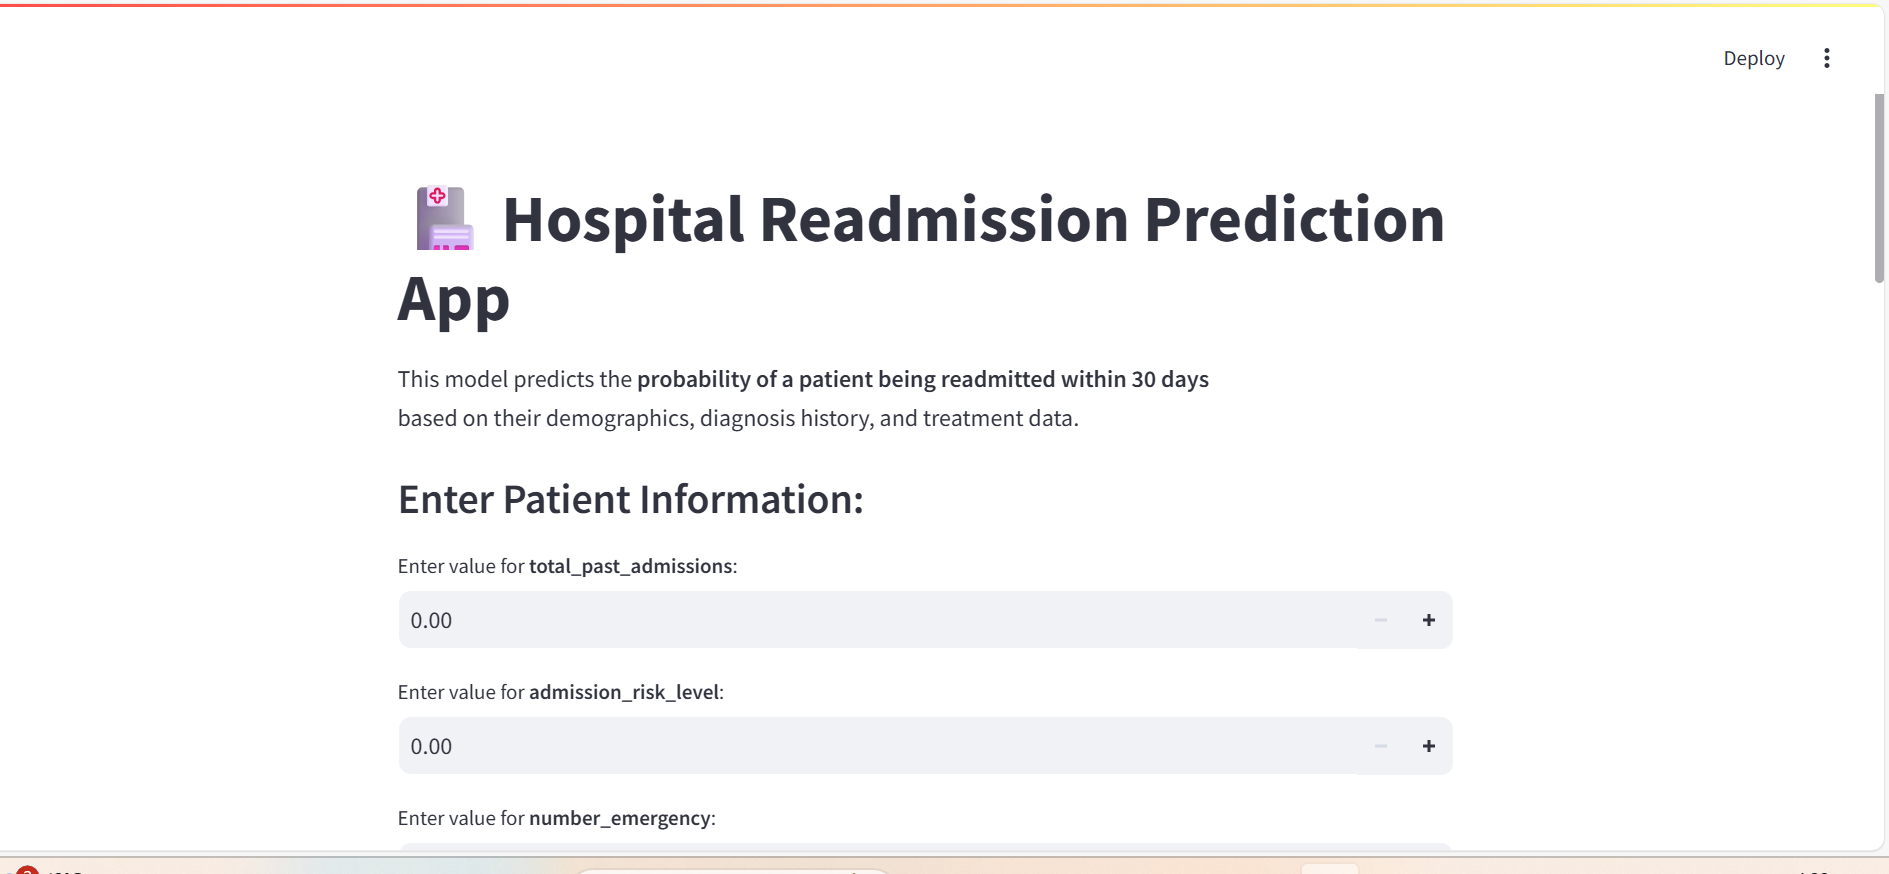 Deploy
Hospital Readmission Prediction
App
This model predicts the probability of a patient being readmitted within 30 days
based on their demographics, diagnosis history, and treatment data.
Enter Patient Information:
Enter value for total_past_admissions:
0.00
Enter value for admission_risk_level:
0.00
Enter value for number_emergency: